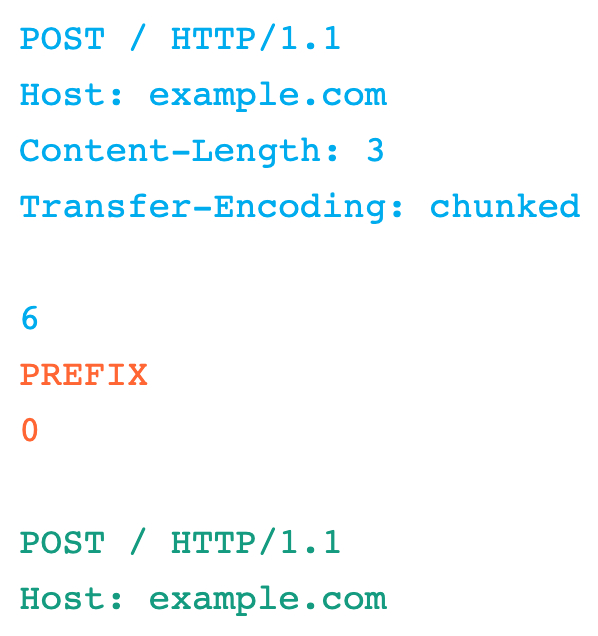 POST / HTTP/1.1
Host: example.com
Content-Length: 3
Transfer-Encoding: chunked
6
PREFIX
0
POST / HTTP/1.1
Host: example.com